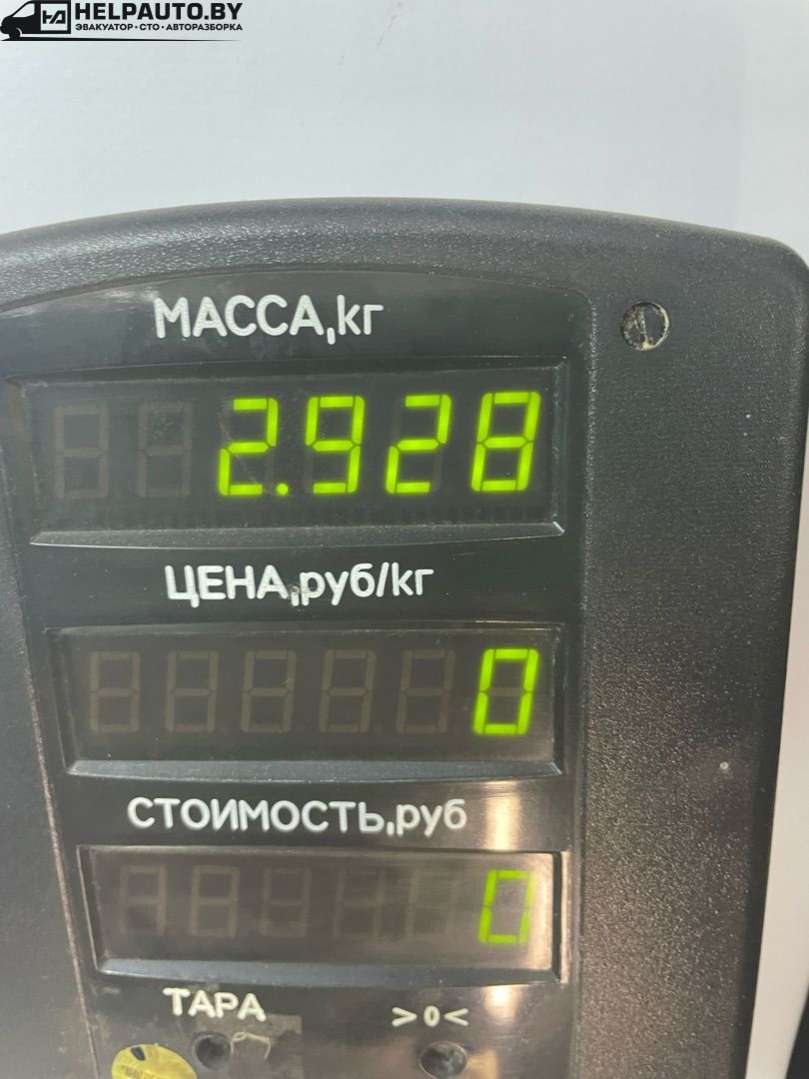 HELPAUTO.BY
ЭВАКУАТОР • СТО • АВТОРАЗБОРКА
МАССА,кг
2.928
ЦЕНА,руб/кг
0
СТОИМОСТЬ,руб
0
ТАРА >0<